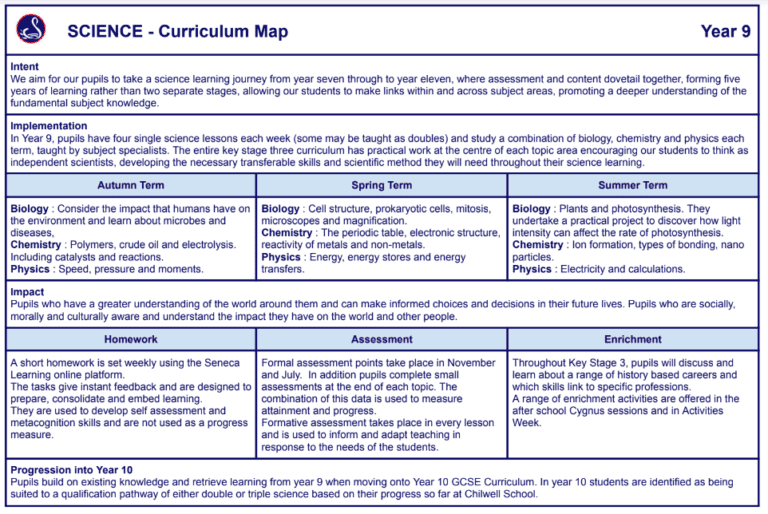 SCIENCE - Curriculum Map
Year 9
Intent
We aim for our pupils to take a science learning journey from year seven through to year eleven, where assessment and content dovetail together, forming five
years of learning rather than two separate stages, allowing our students to make links within and across subject areas, promoting a deeper understanding of the
fundamental subject knowledge.
Implementation
In Year 9, pupils have four single science lessons each week (some may be taught as doubles) and study a combination of biology, chemistry and physics each
term, taught by subject specialists. The entire key stage three curriculum has practical work at the centre of each topic area encouraging our students to think as
independent scientists, developing the necessary transferable skills and scientific method they will need throughout their science learning.
Autumn Term
Biology : Consider the impact that humans have on
the environment and learn about microbes and
diseases,
Chemistry : Polymers, crude oil and electrolysis.
Including catalysts and reactions.
Physics : Speed, pressure and moments.
Spring Term
Biology : Cell structure, prokaryotic cells, mitosis,
microscopes and magnification.
Chemistry : The periodic table, electronic structure,
reactivity of metals and non-metals.
Physics : Energy, energy stores and energy
transfers.
Summer Term
Biology : Plants and photosynthesis. They
undertake a practical project to discover how light
intensity can affect the rate of photosynthesis.
Chemistry : Ion formation, types of bonding, nano
particles.
Physics : Electricity and calculations.
Impact
Pupils who have a greater understanding of the world around them and can make informed choices and decisions in their future lives. Pupils who are socially,
morally and culturally aware and understand the impact they have on the world and other people.
Homework
A short homework is set weekly using the Seneca
Learning online platform.
The tasks give instant feedback and are designed to
prepare, consolidate and embed learning.
They are used to develop self assessment and
metacognition skills and are not used as a progress
measure.
Assessment
Formal assessment points take place in November
and July. In addition pupils complete small
assessments at the end of each topic. The
combination of this data is used to measure
attainment and progress.
Formative assessment takes place in every lesson
and is used to inform and adapt teaching in
response to the needs of the students.
Enrichment
Throughout Key Stage 3, pupils will discuss and
learn about a range of history based careers and
which skills link to specific professions.
A range of enrichment activities are offered in the
after school Cygnus sessions and in Activities
Week.
Progression into Year 10
Pupils build on existing knowledge and retrieve learning from year 9 when moving onto Year 10 GCSE Curriculum. In year 10 students are identified as being
suited to a qualification pathway of either double or triple science based on their progress so far at Chilwell School.